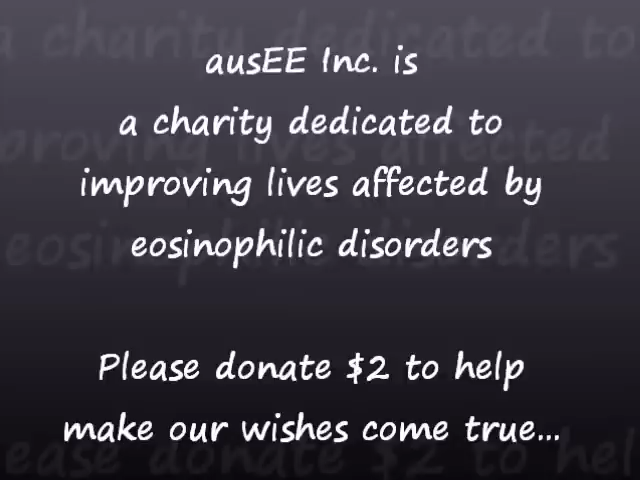 ausEE Inc. is
a charity dedicated to
improving lives affected by
eosinophilic disorders
Please donate $2 to help
make our wishes come true...